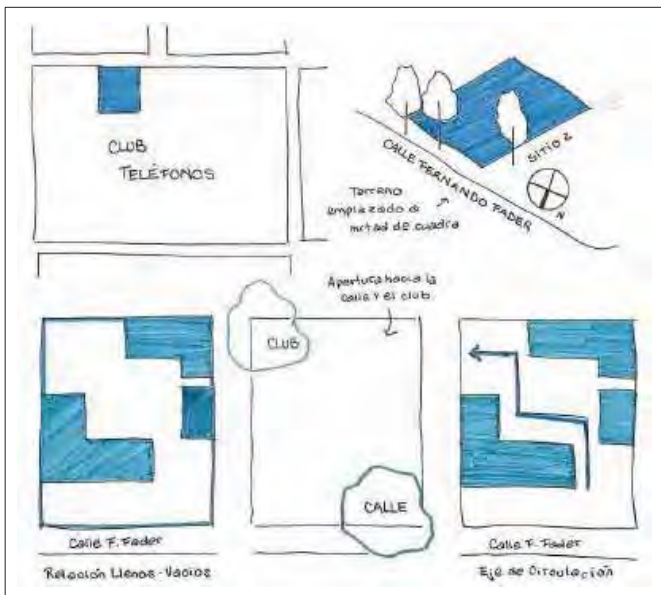 CLUB
TELÉFONOS
CALLE FERNANDO FADER
SITIO 2
N
Terreno
emplazado a
mitad de cuadra
Apertura hacia la
calle y el club
CLUB
CALLE
Calle F. Fader
Relación Llenos - Vacíos
Calle F. Fader
Eje de Circulación